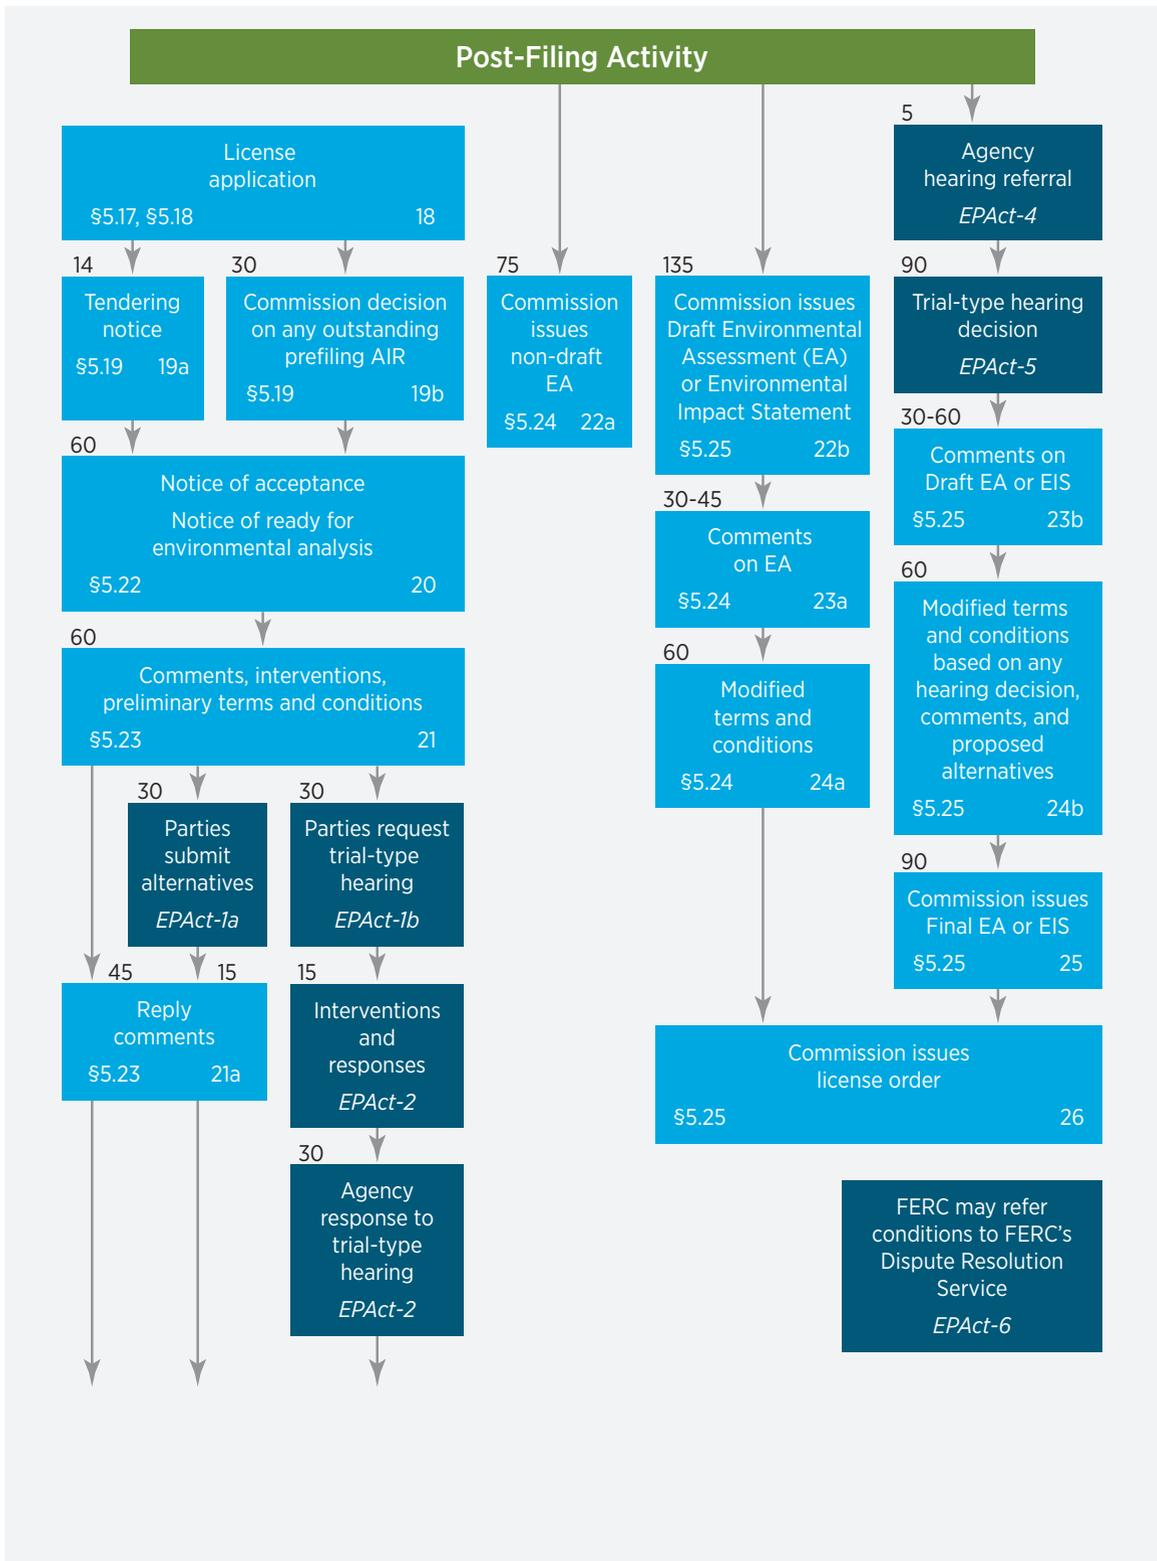 Post-Filing Activity
License
application
§5.17, §5.18 18
14
Tendering
notice
§5.19 19a
30
Commission decision
on any outstanding
prefiling AIR
§5.19 19b
60
Notice of acceptance
Notice of ready for
environmental analysis
§5.22 20
60
Comments, interventions,
preliminary terms and conditions
§5.23 21
30
Parties
submit
alternatives
EPAct-1a
30
Parties request
trial-type
hearing
EPAct-1b
45 15
Reply
comments
§5.23 21a
15
Interventions
and
responses
EPAct-2
30
Agency
response to
trial-type
hearing
EPAct-2
75
Commission
issues
non-draft
EA
§5.24 22a
135
Commission issues
Draft Environmental
Assessment (EA)
or Environmental
Impact Statement
§5.25 22b
30-45
Comments
on EA
§5.24 23a
60
Modified
terms and
conditions
§5.24 24a
5
Agency
hearing referral
EPAct-4
90
Trial-type hearing
decision
EPAct-5
30-60
Comments on
Draft EA or EIS
§5.25 23b
60
Modified terms
and conditions
based on any
hearing decision,
comments, and
proposed
alternatives
§5.25 24b
90
Commission issues
Final EA or EIS
§5.25 25
Commission issues
license order
§5.25 26
FERC may refer
conditions to FERC’s
Dispute Resolution
Service
EPAct-6